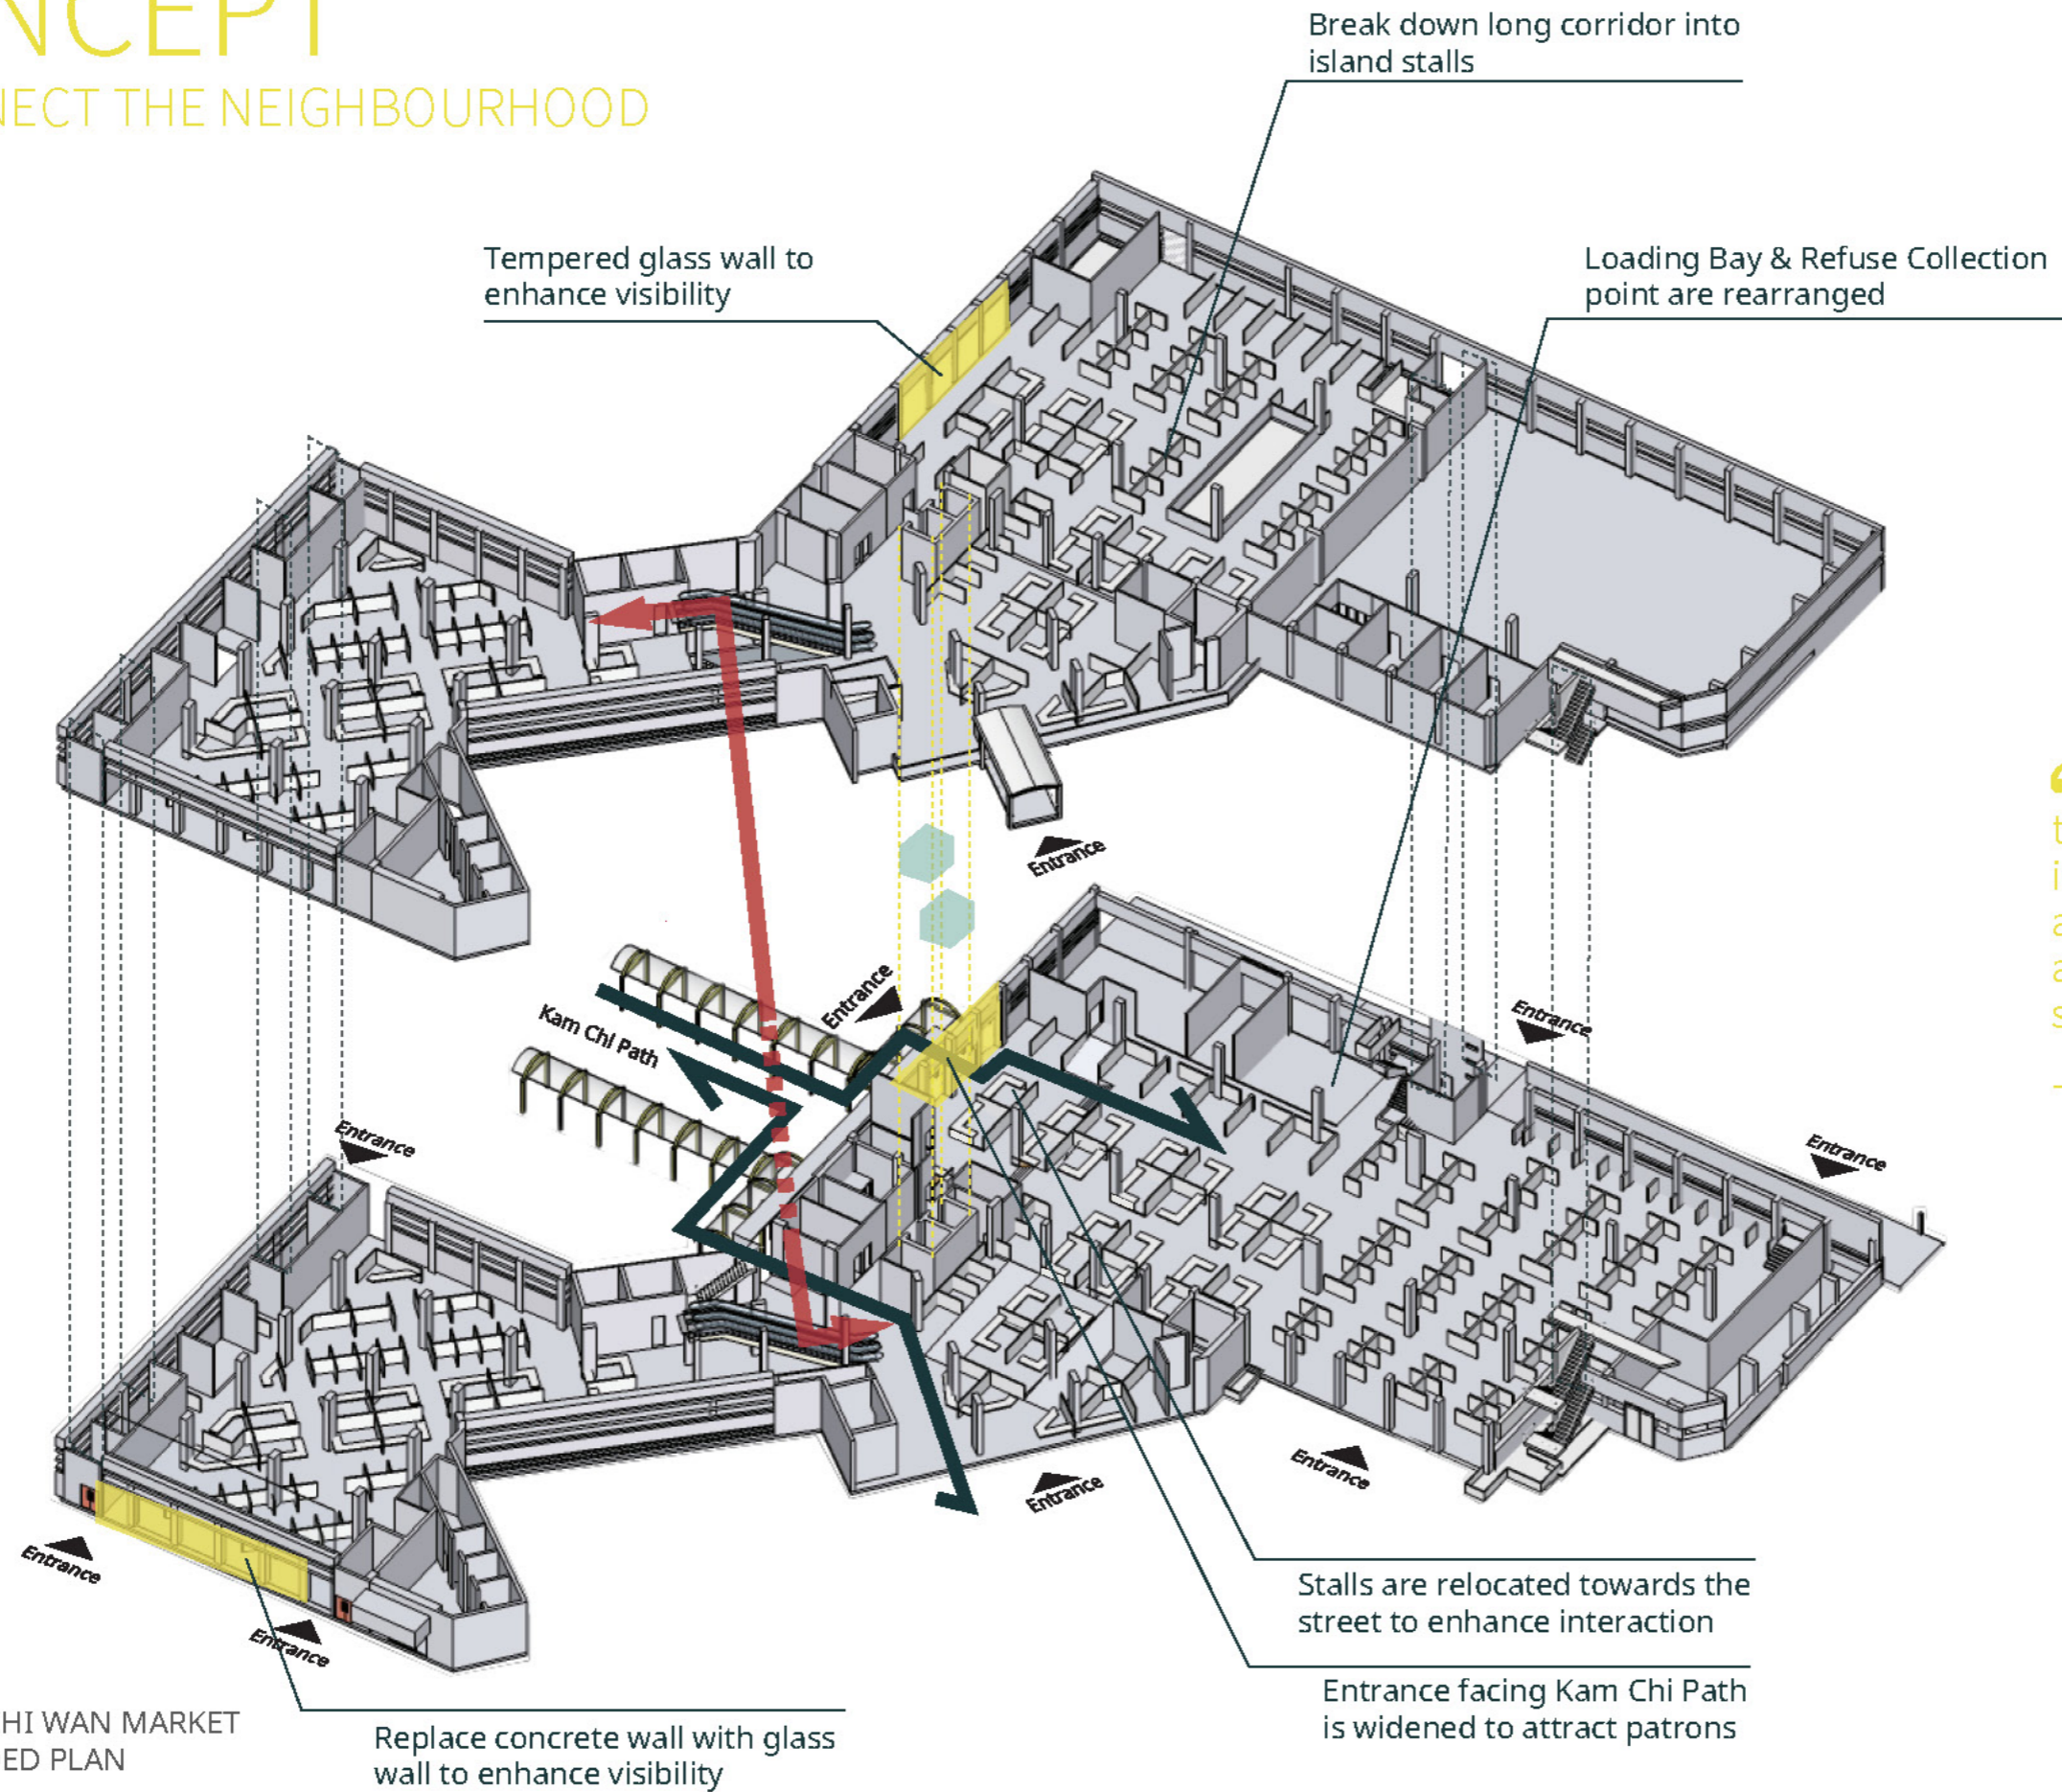 NCEPT
NECT THE NEIGHBOURHOOD
Break down long corridor into
island stalls
Tempered glass wall to
enhance visibility
Loading Bay & Refuse Collection
point are rearranged
Entrance
Entrance
Kam Chi Path
Entrance
Entrance
Entrance
Entrance
Entrance
Entrance
Entrance
Stalls are relocated towards the
street to enhance interaction
Entrance facing Kam Chi Path
is widened to attract patrons
HI WAN MARKET
ED PLAN
Replace concrete wall with glass
wall to enhance visibility